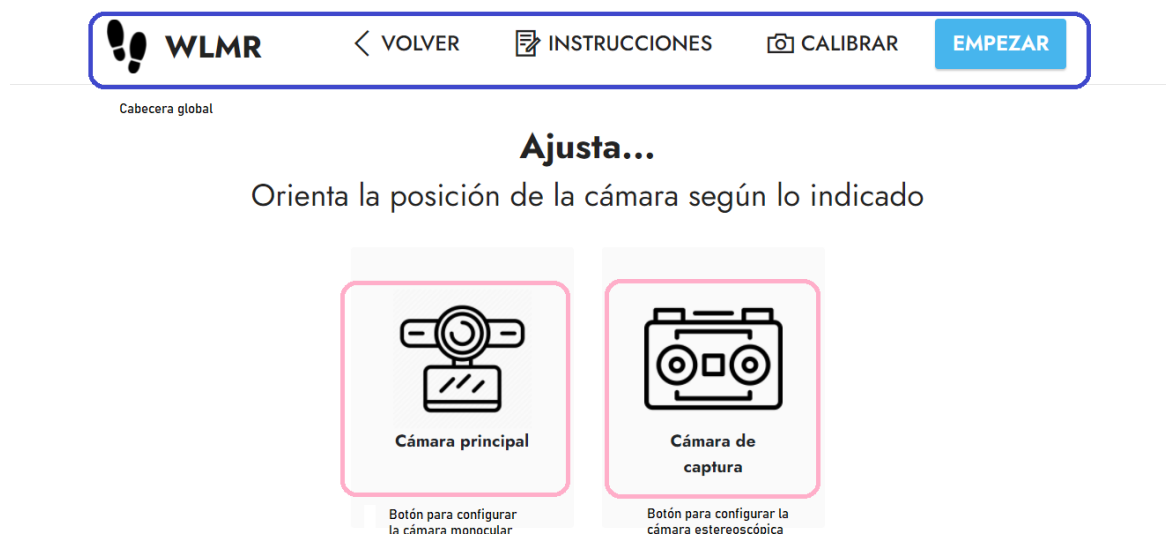 WLMR
VOLVER
INSTRUCCIONES
CALIBRAR
EMPEZAR
Cabecera global
Ajusta...
Orienta la posición de la cámara según lo indicado
Cámara principal
Cámara de
captura
Botón para configurar
la cámara monocular
Botón para configurar la
cámara estereoscópica